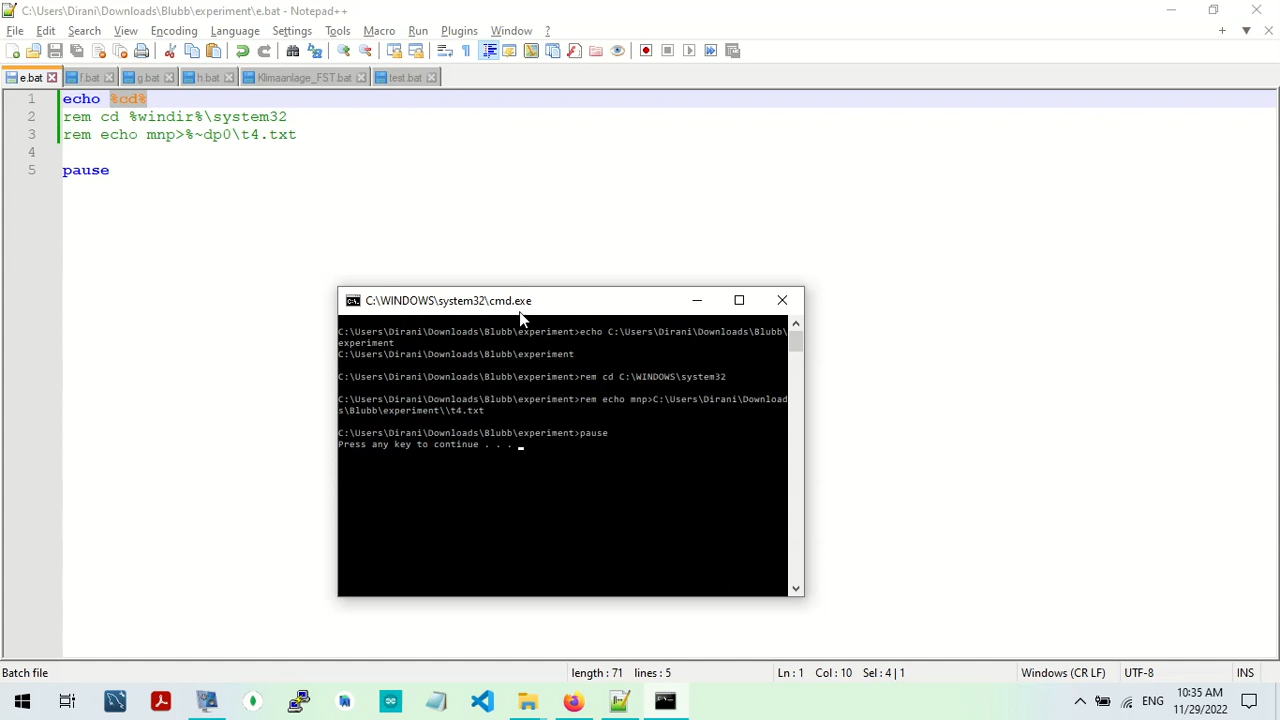 C:\Users\Dirani\Downloads\Blubb\experiment\e.bat - Notepad++
File Edit Search View Encoding Language Settings Tools Macro Run Plugins Window ?
e.bat f.bat g.bat h.bat Klimaanlage_FST.bat test.bat
1 echo %cd%
2 rem cd %windir%\system32
3 rem echo mnp>%~dp0\t4.txt
4
5 pause
C:\WINDOWS\system32\cmd.exe
C:\Users\Dirani\Downloads\Blubb\experiment>echo C:\Users\Dirani\Downloads\Blubb\
experiment
C:\Users\Dirani\Downloads\Blubb\experiment
C:\Users\Dirani\Downloads\Blubb\experiment>rem cd C:\WINDOWS\system32
C:\Users\Dirani\Downloads\Blubb\experiment>rem echo mnp>C:\Users\Dirani\Download
s\Blubb\experiment\\t4.txt
C:\Users\Dirani\Downloads\Blubb\experiment>pause
Press any key to continue . . .
Batch file length : 71 lines : 5 Ln : 1 Col : 10 Sel : 4 | 1 Windows (CR LF) UTF-8 INS
ENG 10:35 AM
11/29/2022